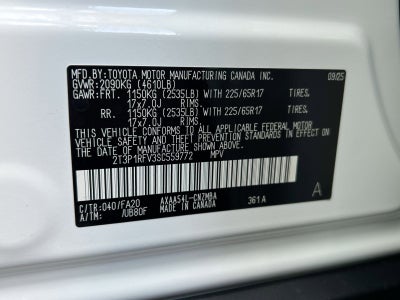 MFD.BY:TOYOTA MOTOR MANUFACTURING CANADA INC. 09/25
GVWR:2090KG (4610LB)
GAWR:FRT. 1150KG (2535LB) WITH 225/65R17 TIRES.
17x7.0J RIMS.
RR. 1150KG (2535LB) WITH 225/65R17 TIRES.
17x7.0J RIMS.
THIS VEHICLE CONFORMS TO ALL APPLICABLE FEDERAL MOTOR
VEHICLE SAFETY AND THEFT PREVENTION STANDARDS IN
EFFECT ON THE DATE OF MANUFACTURE SHOWN ABOVE.
2T3P1RFV3SC559772 MPV
C/TR:040/FA20 AXAA54L-CNZMBA A
A/TM: /UB80F MADE IN CANADA 361A